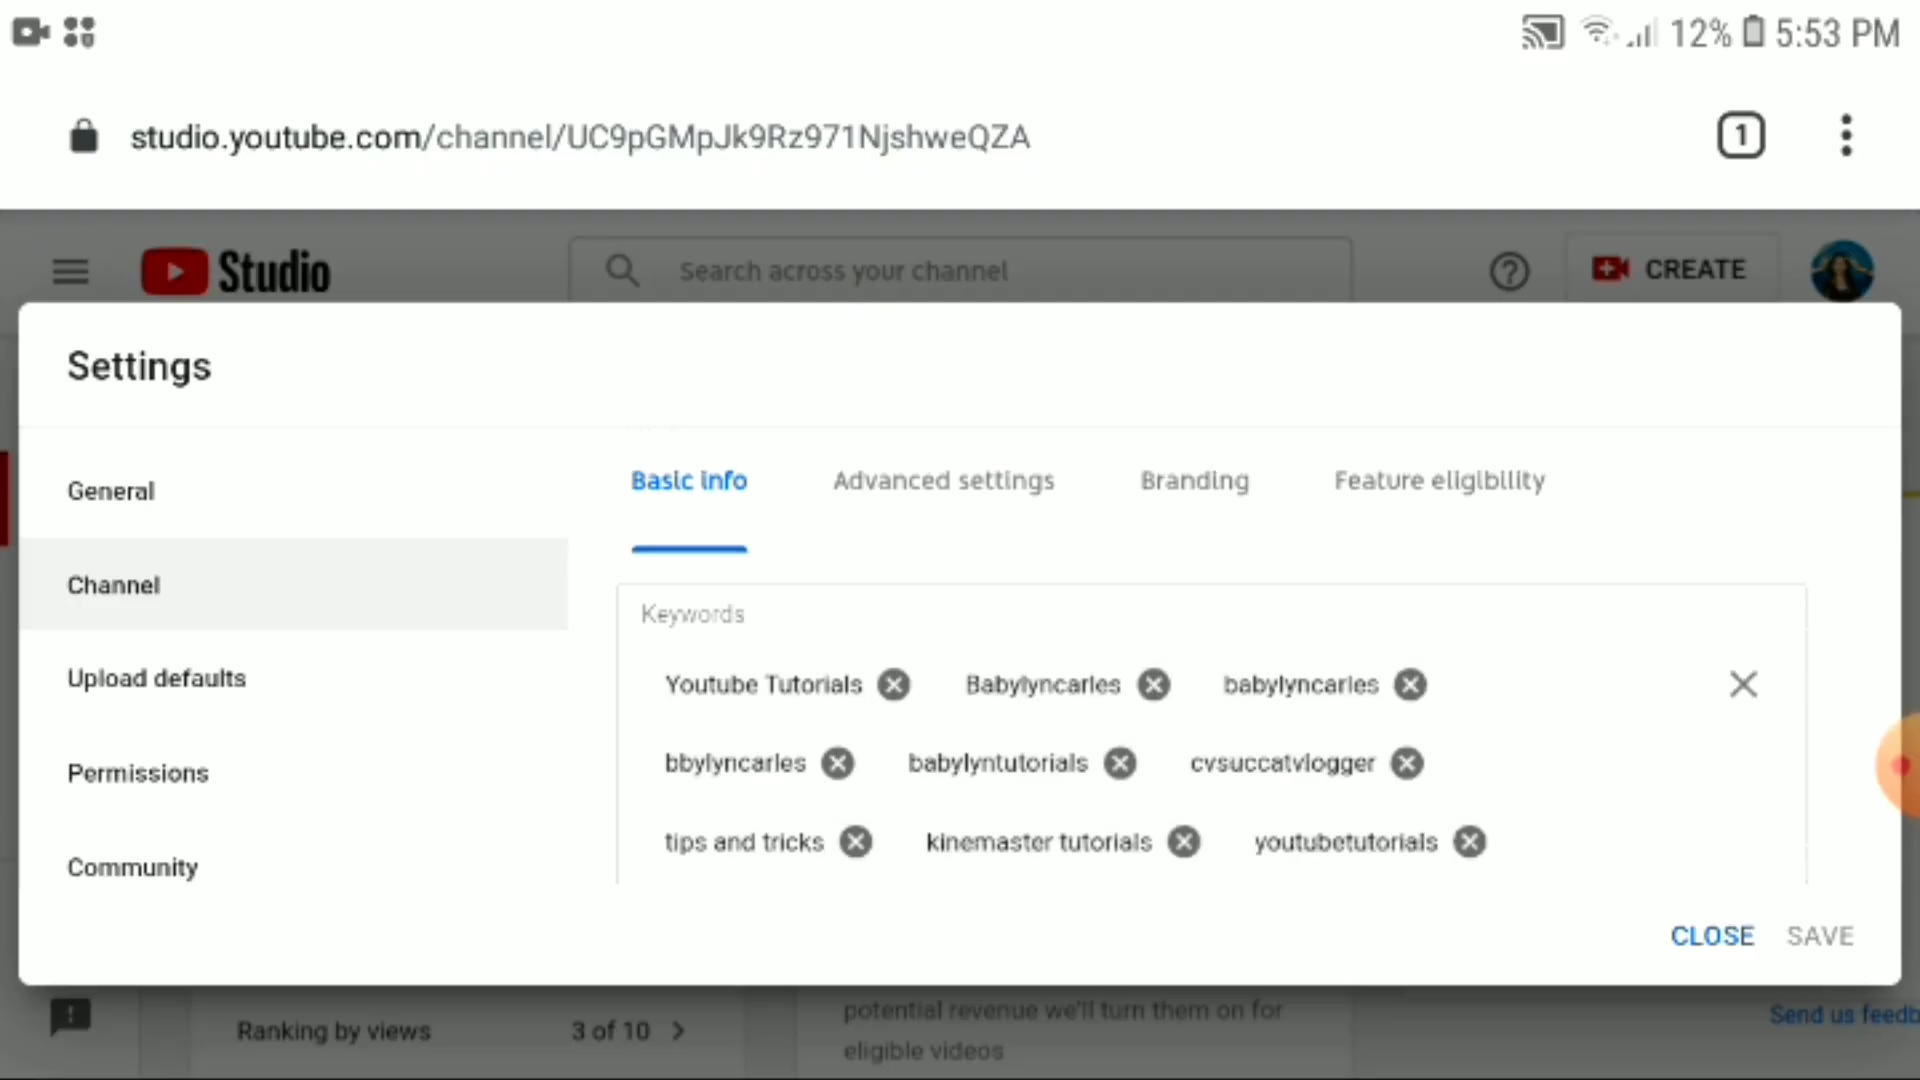 12% 5:53 PM
studio.youtube.com/channel/UC9pGMpJk9Rz971NjshweQZA
1
Studio
Search across your channel
CREATE
Settings
General
Channel
Upload defaults
Permissions
Community
Basic info
Advanced settings
Branding
Feature eligibility
Keywords
Youtube Tutorials
Babylyncarles
babylyncarles
bbylyncarles
babylyntutorials
cvsuccatvlogger
tips and tricks
kinemaster tutorials
youtubetutorials
CLOSE SAVE
Ranking by views 3 of 10
potential revenue we'll turn them on for
eligible videos
Send us feedb